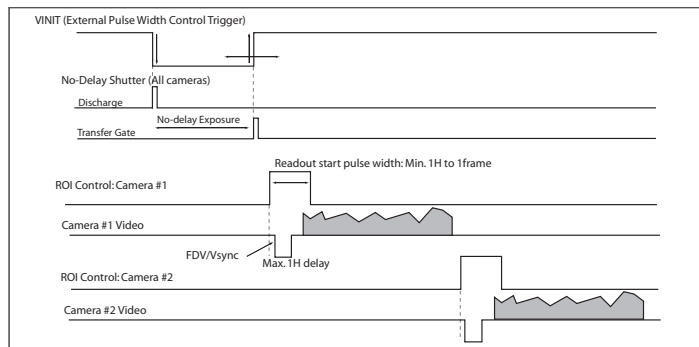 VINIT (External Pulse Width Control Trigger)
No-Delay Shutter (All cameras)
Discharge
No-delay Exposure
Transfer Gate
Readout start pulse width: Min. 1H to 1frame
ROI Control: Camera #1
Camera #1 Video
FDV/Vsync
Max. 1H delay
ROI Control: Camera #2
Camera #2 Video